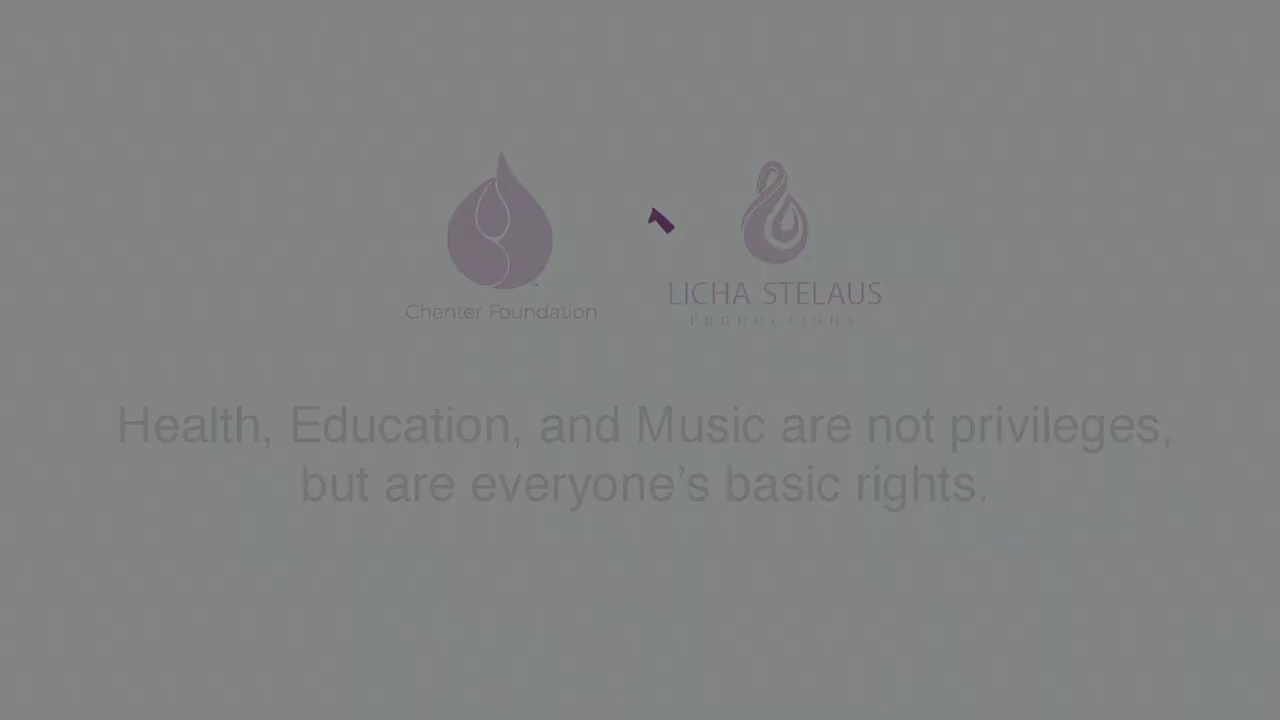 Chenter Foundation
LICHA STELAUS
PRODUCTIONS
Health, Education, and Music are not privileges,
but are everyone’s basic rights.